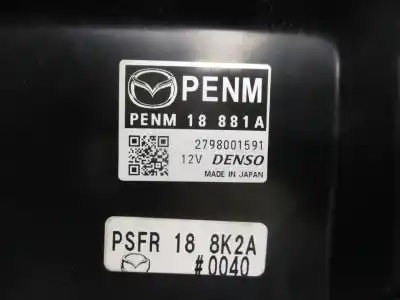 PENM
PENM 18 881A
2798001591
12V DENSO
MADE IN JAPAN
PSFR 18 8K2A
#0040